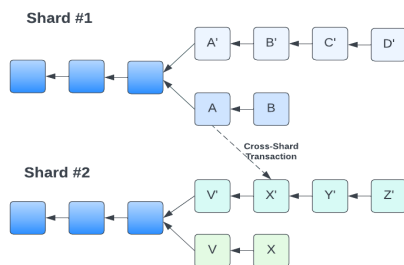 Shard #1
A' B' C' D'
A B
Cross-Shard
Transaction
Shard #2
V' X' Y' Z'
V X